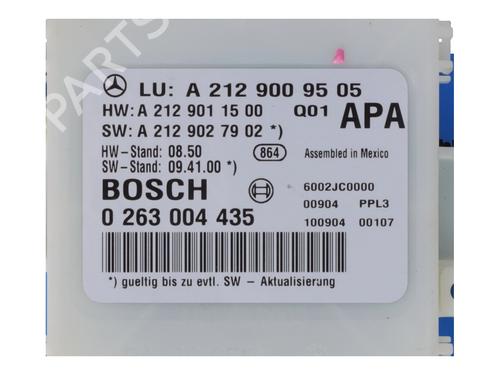 LU: A 212 900 95 05
HW: A 212 901 15 00 Q01 APA
SW: A 212 902 79 02 *)
HW-Stand: 08.50 864 Assembled in Mexico
SW-Stand: 09.41.00 *)
BOSCH 6002JC0000
0 263 004 435 00904 PPL3
100904 00107
*) gueltig bis zu evtl. SW - Aktualisierung
PARTS